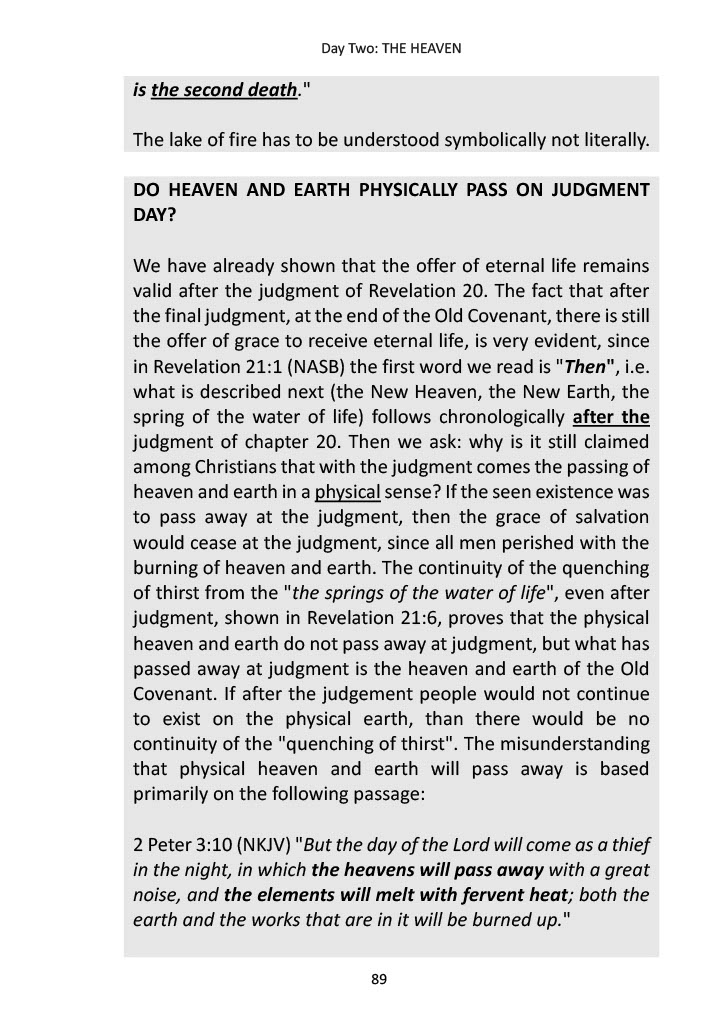 Day Two: THE HEAVEN
is the second death."
The lake of fire has to be understood symbolically not literally.
DO HEAVEN AND EARTH PHYSICALLY PASS ON JUDGMENT
DAY?
We have already shown that the offer of eternal life remains
valid after the judgment of Revelation 20. The fact that after
the final judgment, at the end of the Old Covenant, there is still
the offer of grace to receive eternal life, is very evident, since
in Revelation 21:1 (NASB) the first word we read is "Then", i.e.
what is described next (the New Heaven, the New Earth, the
spring of the water of life) follows chronologically after the
judgment of chapter 20. Then we ask: why is it still claimed
among Christians that with the judgment comes the passing of
heaven and earth in a physical sense? If the seen existence was
to pass away at the judgment, then the grace of salvation
would cease at the judgment, since all men perished with the
burning of heaven and earth. The continuity of the quenching
of thirst from the "the springs of the water of life", even after
judgment, shown in Revelation 21:6, proves that the physical
heaven and earth do not pass away at judgment, but what has
passed away at judgment is the heaven and earth of the Old
Covenant. If after the judgement people would not continue
to exist on the physical earth, than there would be no
continuity of the "quenching of thirst". The misunderstanding
that physical heaven and earth will pass away is based
primarily on the following passage:
2 Peter 3:10 (NKJV) "But the day of the Lord will come as a thief
in the night, in which the heavens will pass away with a great
noise, and the elements will melt with fervent heat; both the
earth and the works that are in it will be burned up."
89